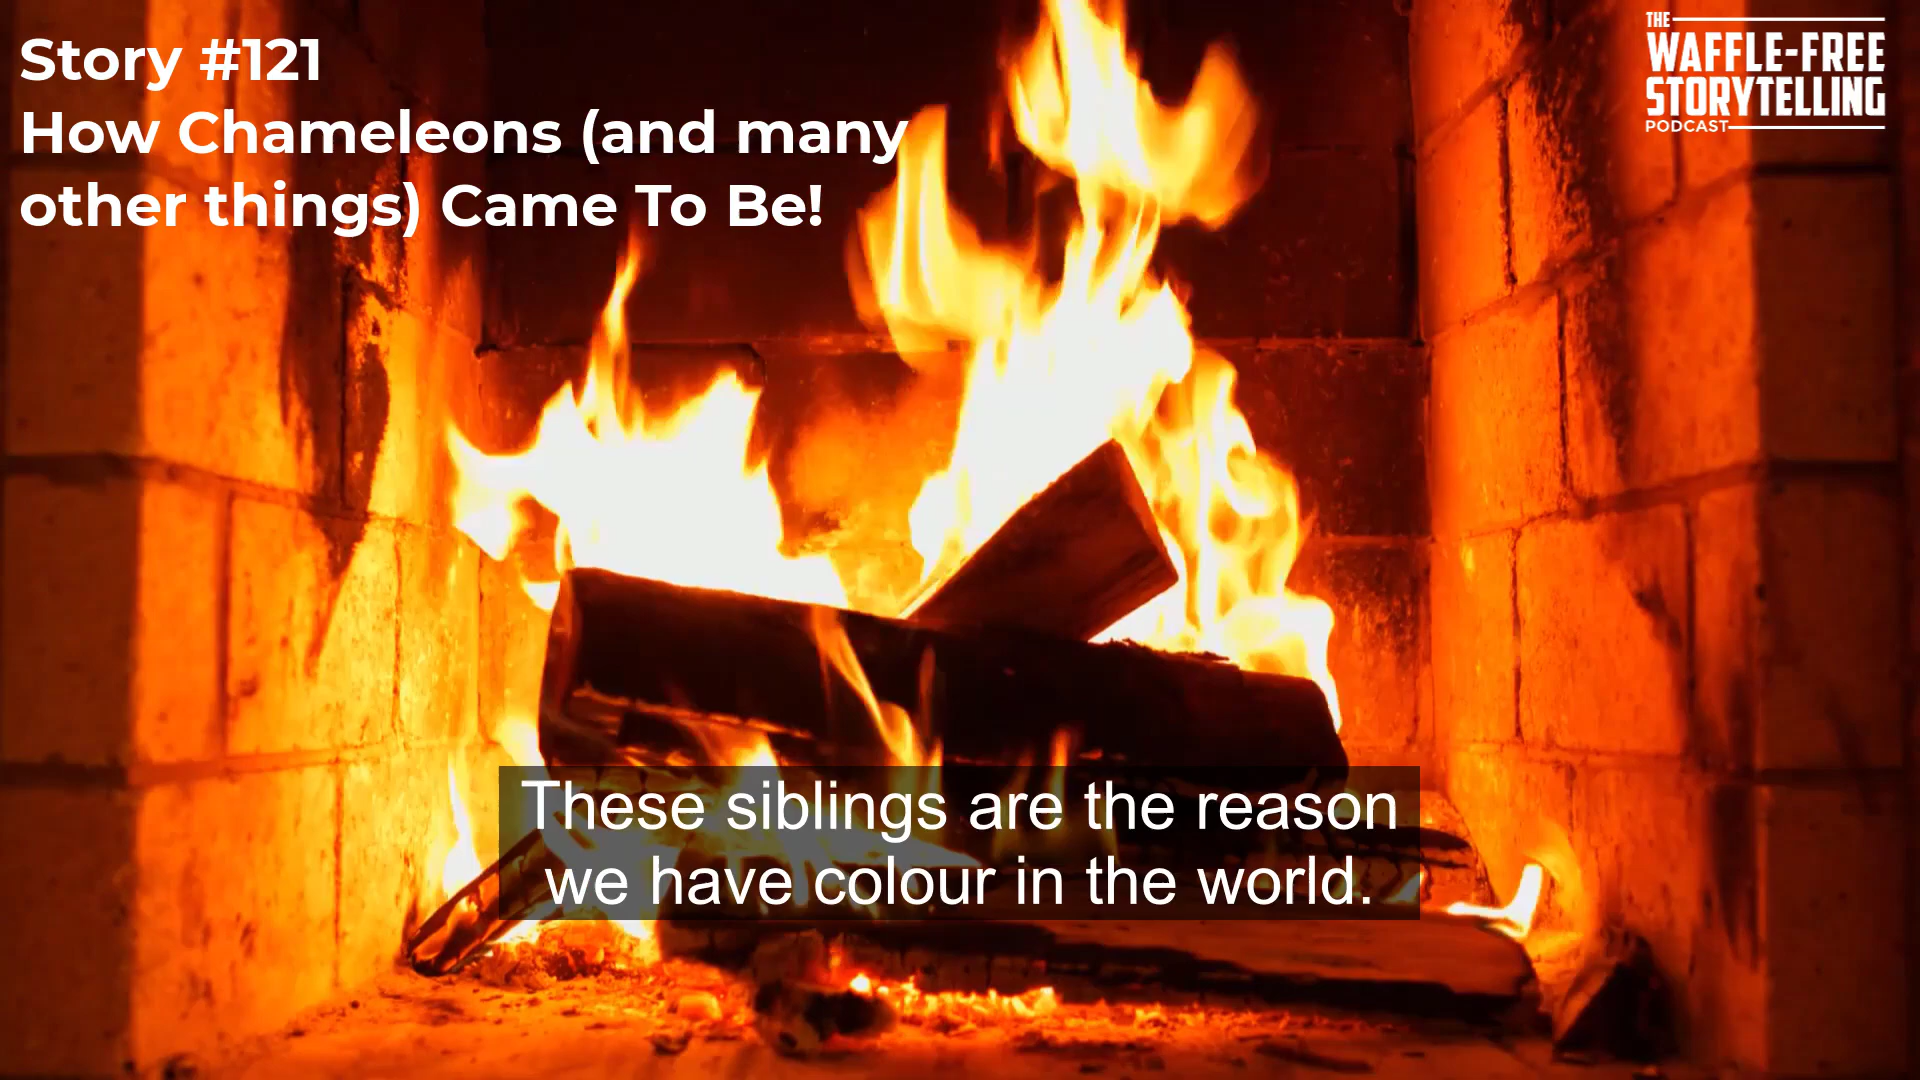 Story #121
How Chameleons (and many
other things) Came To Be!
THE
WAFFLE-FREE
STORYTELLING
PODCAST
These siblings are the reason
we have colour in the world.